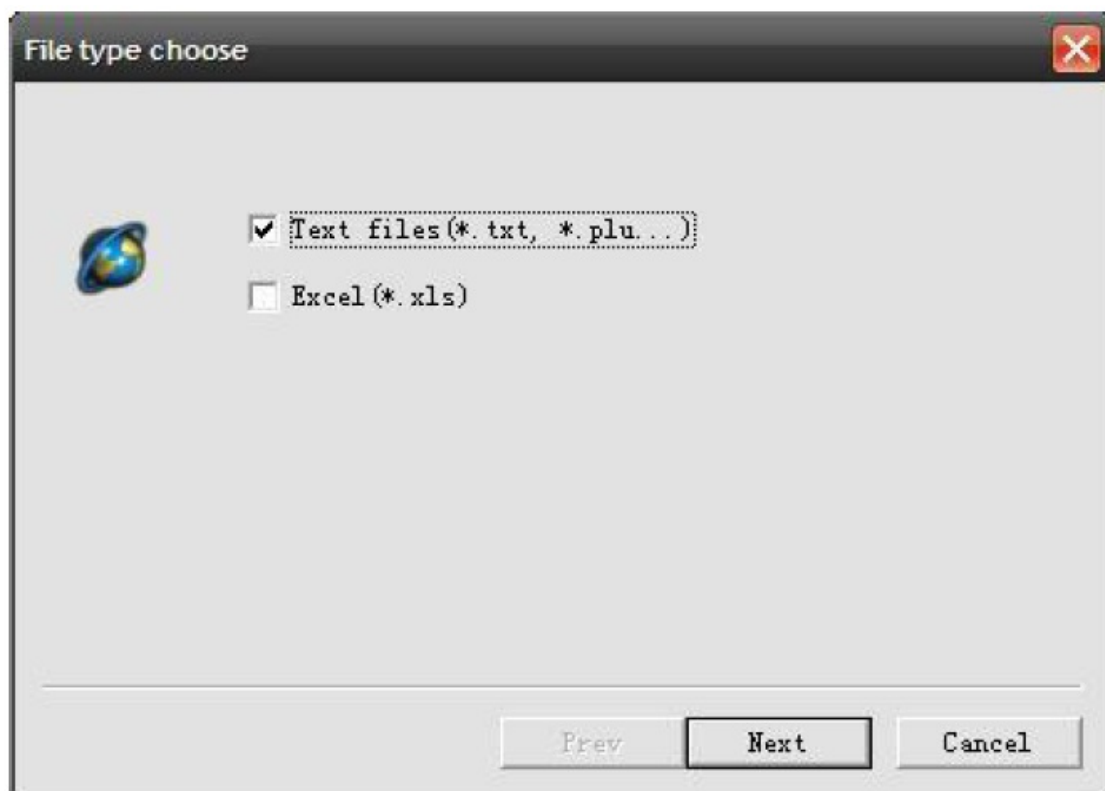 File type choose
Text files(*.txt, *.plu...)
Excel(*.xls)
Prev Next Cancel